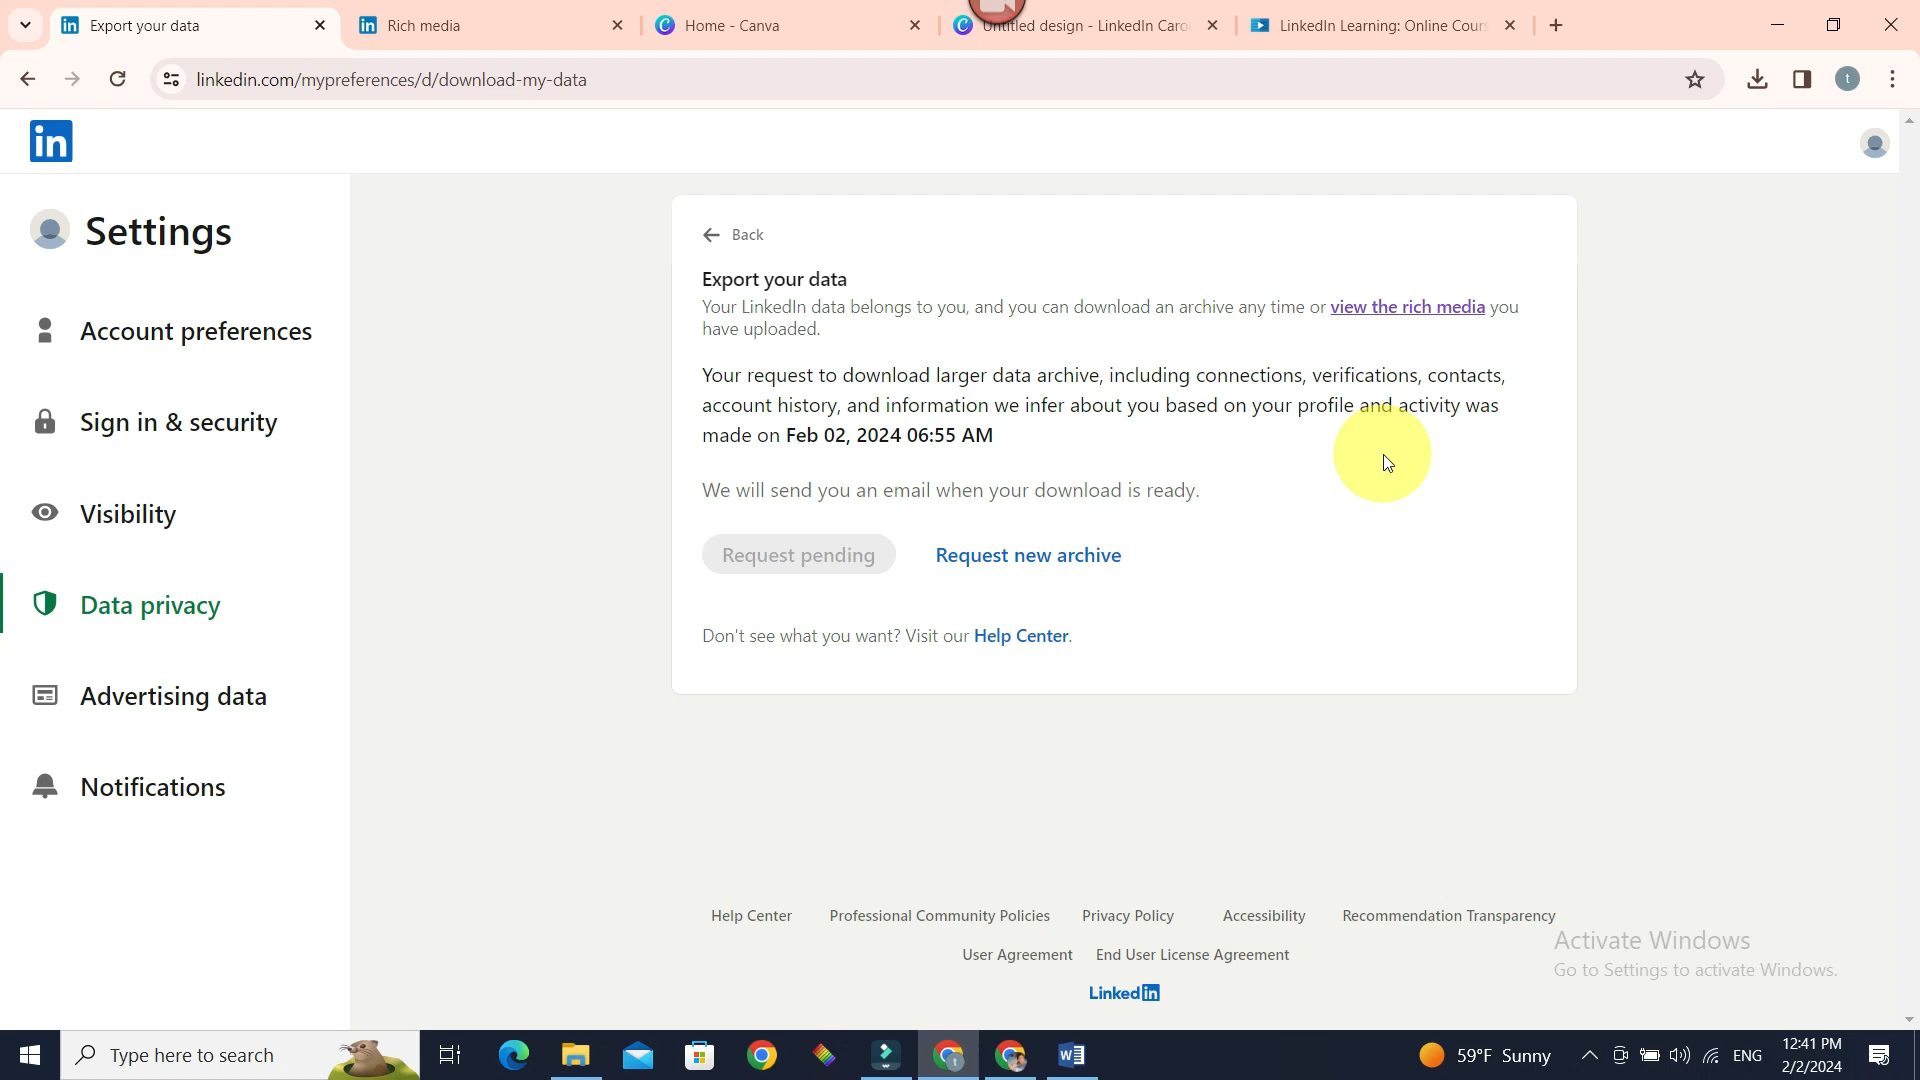 Export your data
Rich media
Home - Canva
Untitled design - LinkedIn Caro
LinkedIn Learning: Online Cours
linkedin.com/mypreferences/d/download-my-data
t
in
Settings
Account preferences
Sign in & security
Visibility
Data privacy
Advertising data
Notifications
Back
Export your data
Your LinkedIn data belongs to you, and you can download an archive any time or view the rich media you
have uploaded.
Your request to download larger data archive, including connections, verifications, contacts,
account history, and information we infer about you based on your profile and activity was
made on Feb 02, 2024 06:55 AM
We will send you an email when your download is ready.
Request pending
Request new archive
Don't see what you want? Visit our Help Center.
Help Center
Professional Community Policies
Privacy Policy
Accessibility
Recommendation Transparency
User Agreement
End User License Agreement
Linked in
Activate Windows
Go to Settings to activate Windows.
Type here to search
59°F Sunny
ENG
12:41 PM
2/2/2024